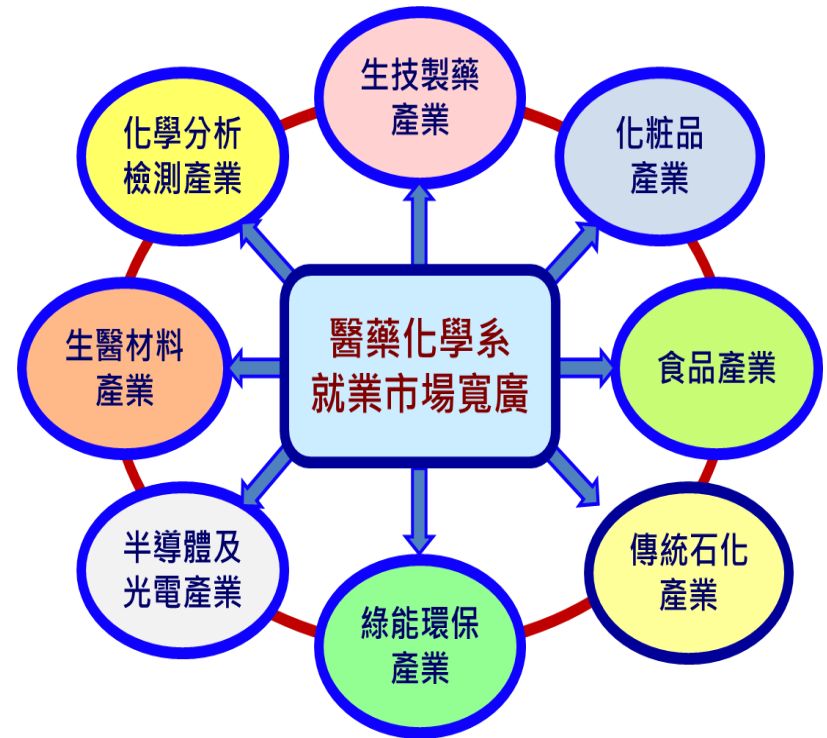 生技製藥
產業
化學分析
檢測產業
化粧品
產業
生醫材料
產業
醫藥化學系
就業市場寬廣
食品產業
半導體及
光電產業
傳統石化
產業
綠能環保
產業